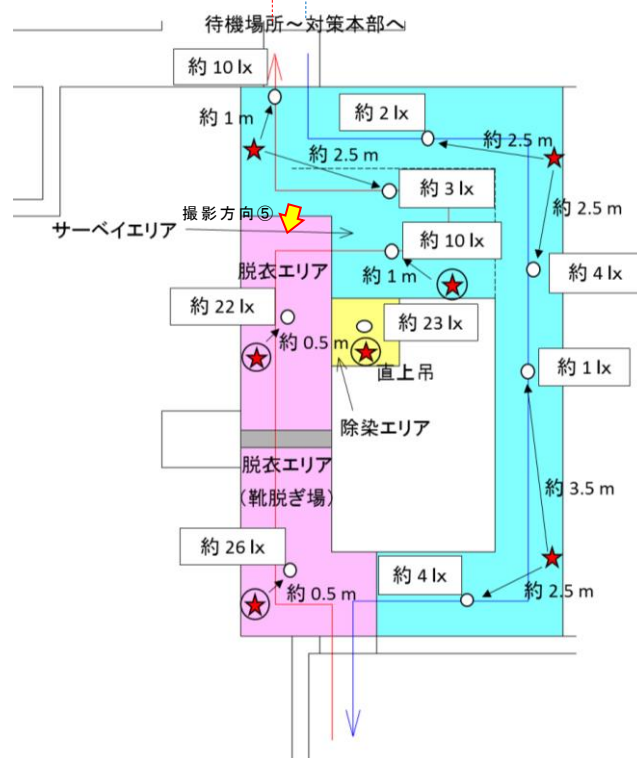 待機場所～対策本部へ
約 10 lx
約 2 lx
約 1 m
約 2.5 m
約 2.5 m
約 3 lx
約 2.5 m
撮影方向⑤
サーベイエリア
約 10 lx
脱衣エリア
約 1 m
約 4 lx
約 22 lx
約 23 lx
約 0.5 m
直上吊
約 1 lx
除染エリア
脱衣エリア
（靴脱ぎ場）
約 3.5 m
約 26 lx
約 4 lx
約 0.5 m
約 2.5 m